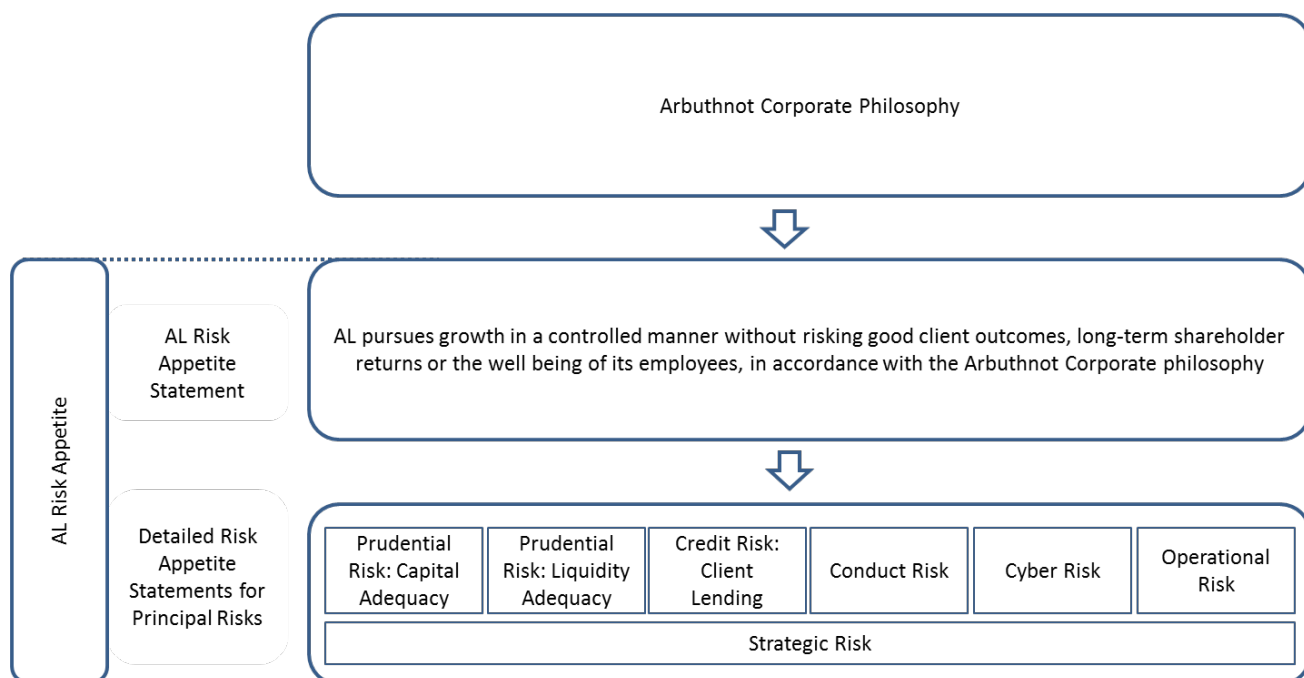 Arbuthnot Corporate Philosophy
AL Risk Appetite
AL Risk
Appetite
Statement
AL pursues growth in a controlled manner without risking good client outcomes, long-term shareholder
returns or the well being of its employees, in accordance with the Arbuthnot Corporate philosophy
Detailed Risk
Appetite
Statements for
Principal Risks
Prudential
Risk: Capital
Adequacy
Prudential
Risk: Liquidity
Adequacy
Credit Risk:
Client
Lending
Conduct Risk
Cyber Risk
Operational
Risk
Strategic Risk